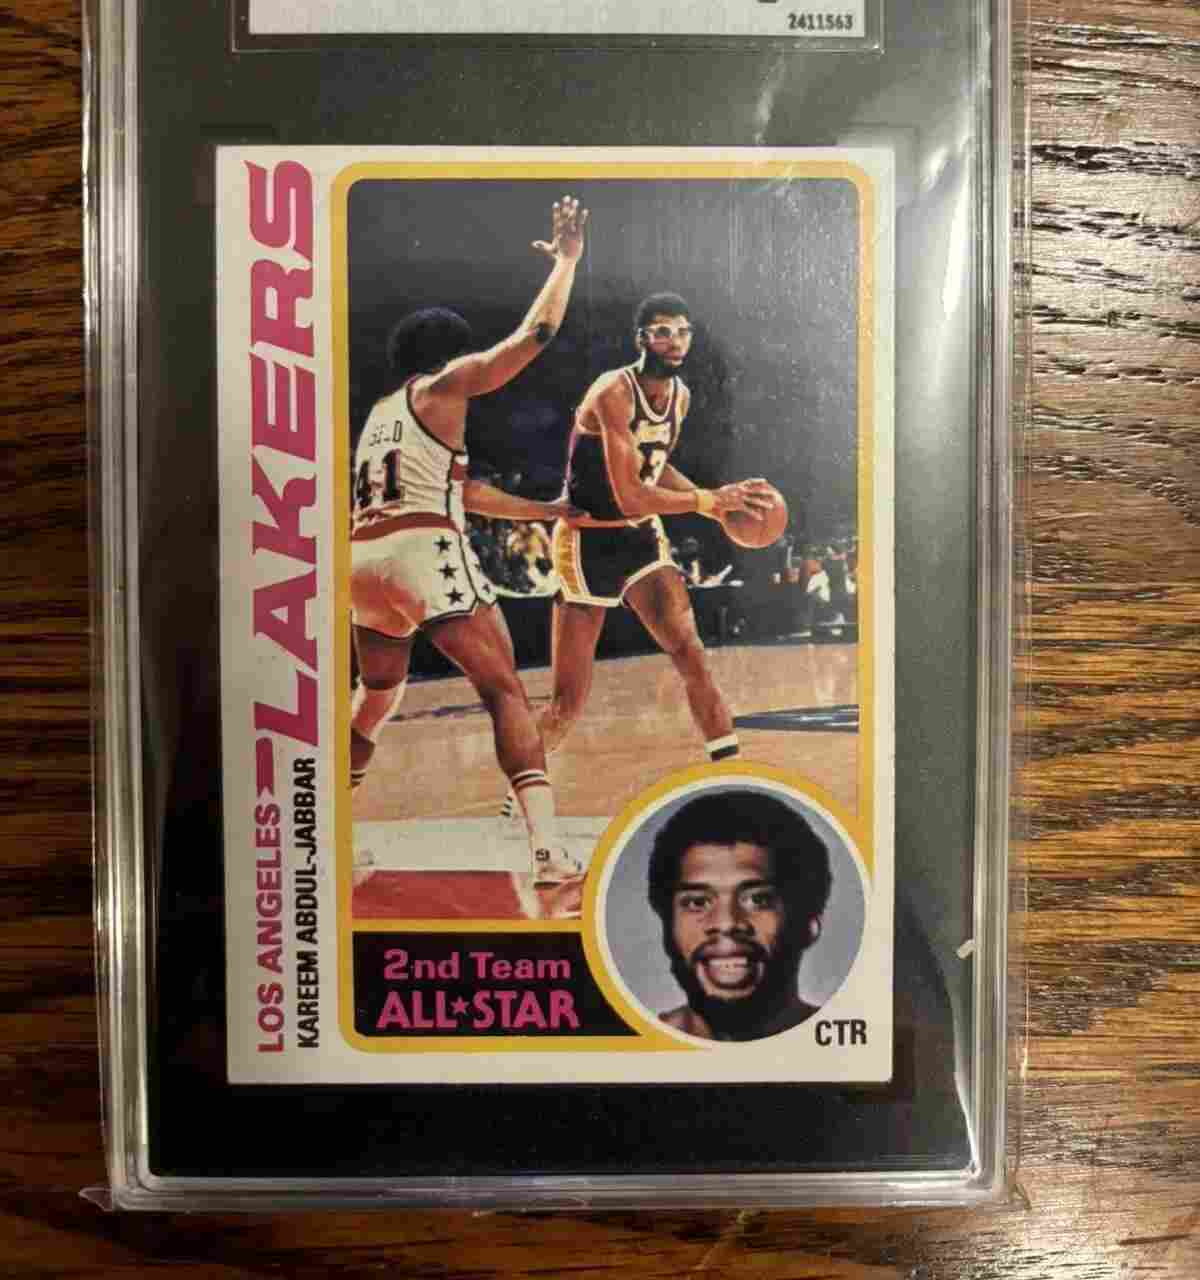 2411563
LOS ANGELES LAKERS
KAREEM ABDUL-JABBAR
41
2nd Team
ALL★STAR
CTR